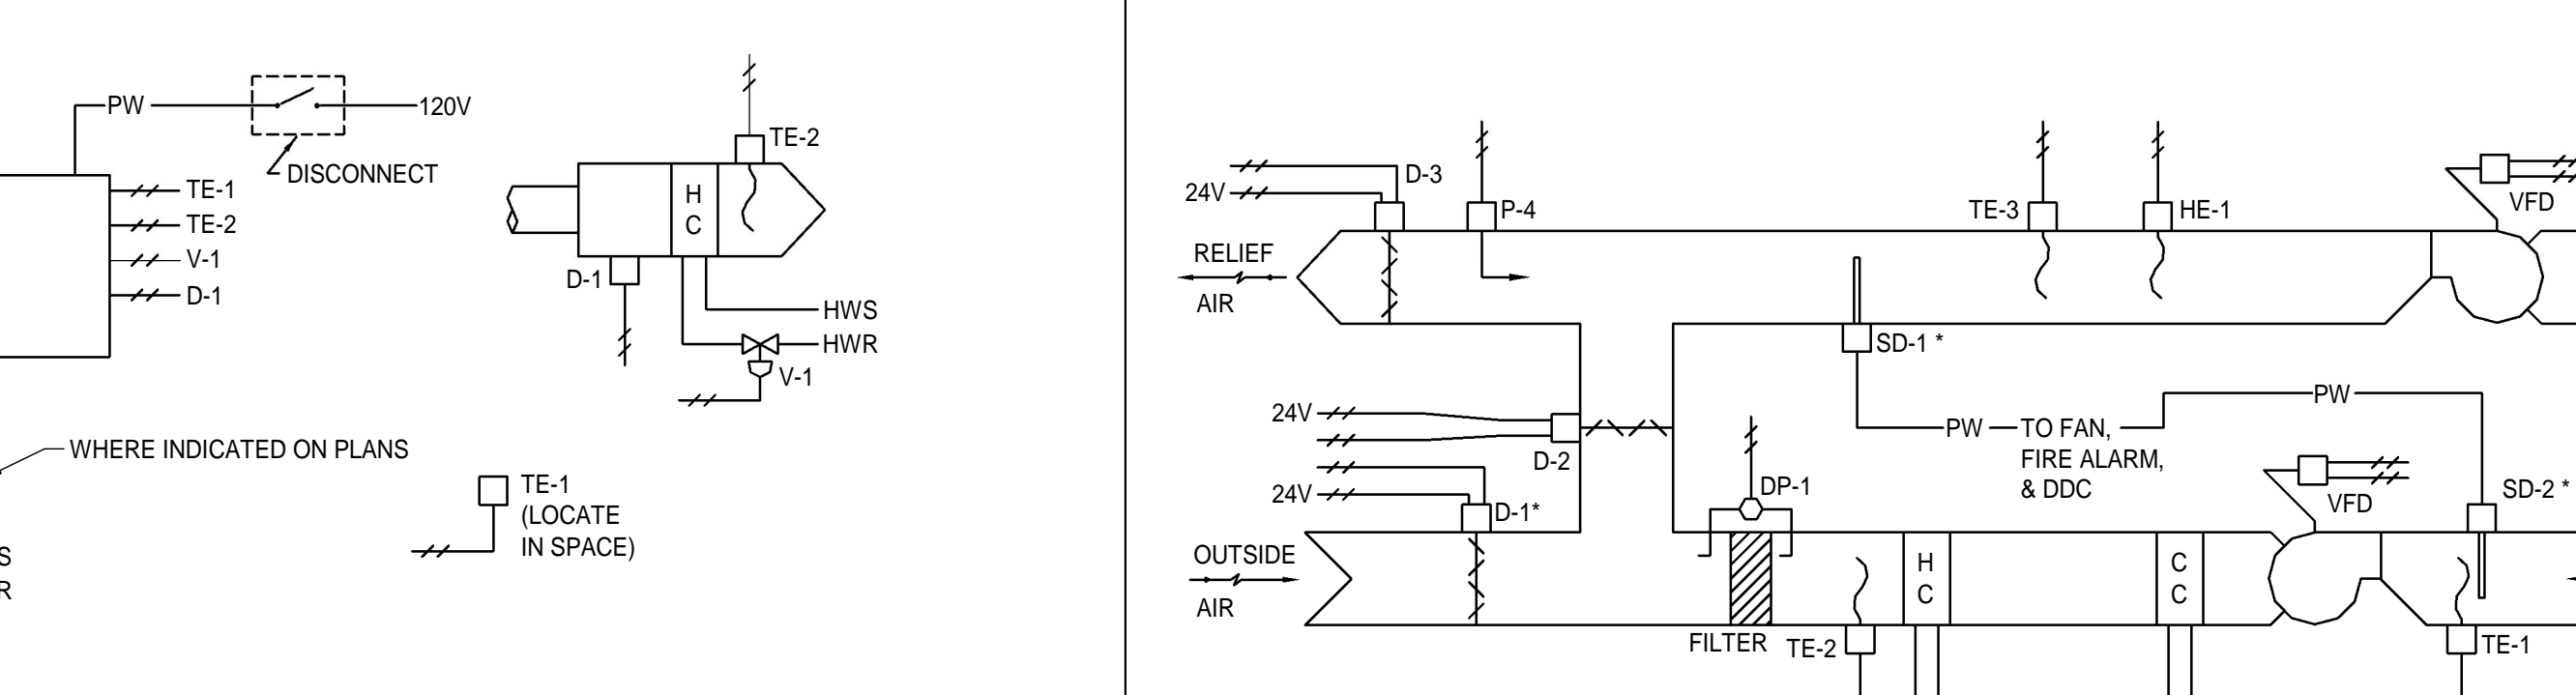 PW
120V
DISCONNECT
TE-1
TE-2
V-1
D-1
TE-2
H
C
D-1
HWS
HWR
V-1
WHERE INDICATED ON PLANS
TE-1
(LOCATE
IN SPACE)
S
R
D-3
24V
P-4
TE-3
HE-1
VFD
RELIEF
AIR
SD-1 *
PW
PW
TO FAN,
FIRE ALARM,
& DDC
24V
D-2
24V
D-1*
DP-1
VFD
SD-2 *
OUTSIDE
AIR
H
C
C
C
FILTER
TE-2
TE-1